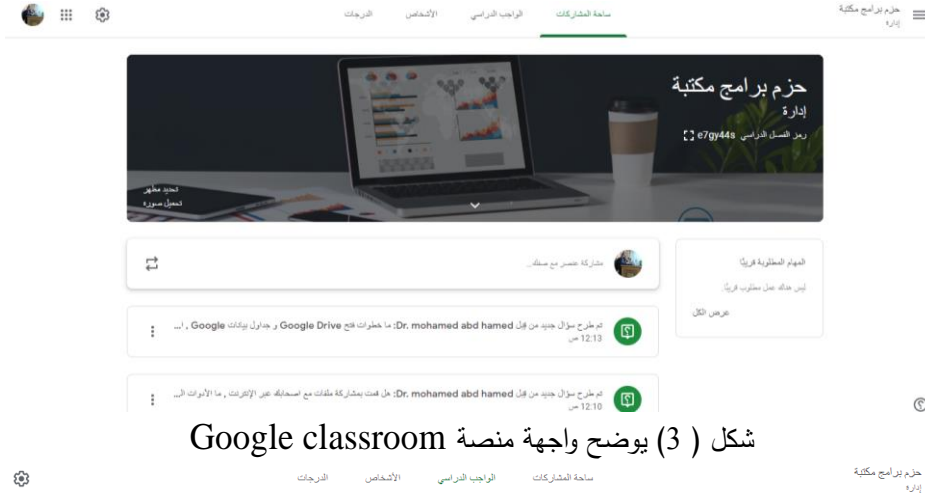 حزم برامج مكتبة
إدارة
ساحة المشاركات الواجب الدراسي الأشخاص الدرجات
حزم برامج مكتبة
إدارة
رمز الفصل الدراسي e7gy44s
تحديد مظهر
تحميل صورة
المهام المطلوبة قريبًا
ليس هناك عمل مطلوب قريبًا.
عرض الكل
مشاركة عنصر مع صفك...
تم طرح سؤال جديد من قِبل Dr. mohamed abd hamed: ما خطوات فتح Google Drive و جداول بيانات Google , ا...
12:13 ص
تم طرح سؤال جديد من قِبل Dr. mohamed abd hamed: هل قمت بمشاركة ملفات مع اصحابك عبر الإنترنت , ما الأدوات ال...
12:10 ص
شكل ( 3) يوضح واجهة منصة Google classroom
حزم برامج مكتبة
إدارة
ساحة المشاركات الواجب الدراسي الأشخاص الدرجات